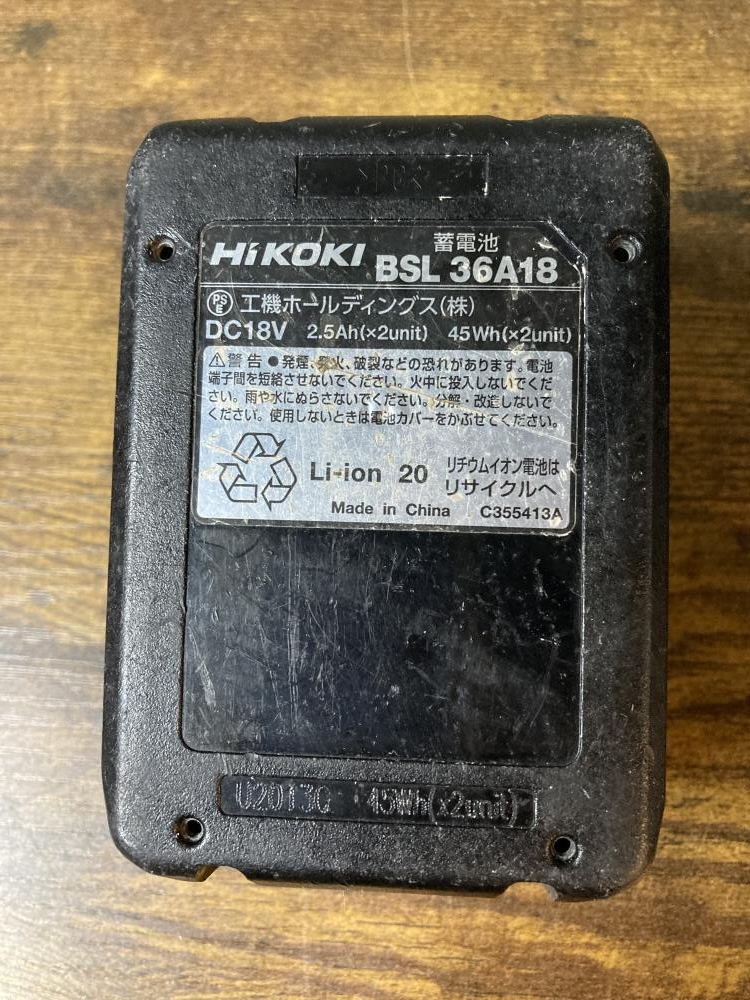 HiKOKI
蓄電池
BSL 36A18
PS E 工機ホールディングス(株)
DC18V 2.5Ah(×2unit) 45Wh(×2unit)
警告 ● 発煙、発火、破裂などの恐れがあります。電池
端子間を短絡させないでください。火中に投入しないでくだ
さい。雨や水にぬらさないでください。分解・改造しないで
ください。使用しないときは電池カバーをかぶせてください。
Li-ion 20 リチウムイオン電池は
リサイクルへ
Made in China C355413A
45Wh(×2unit)